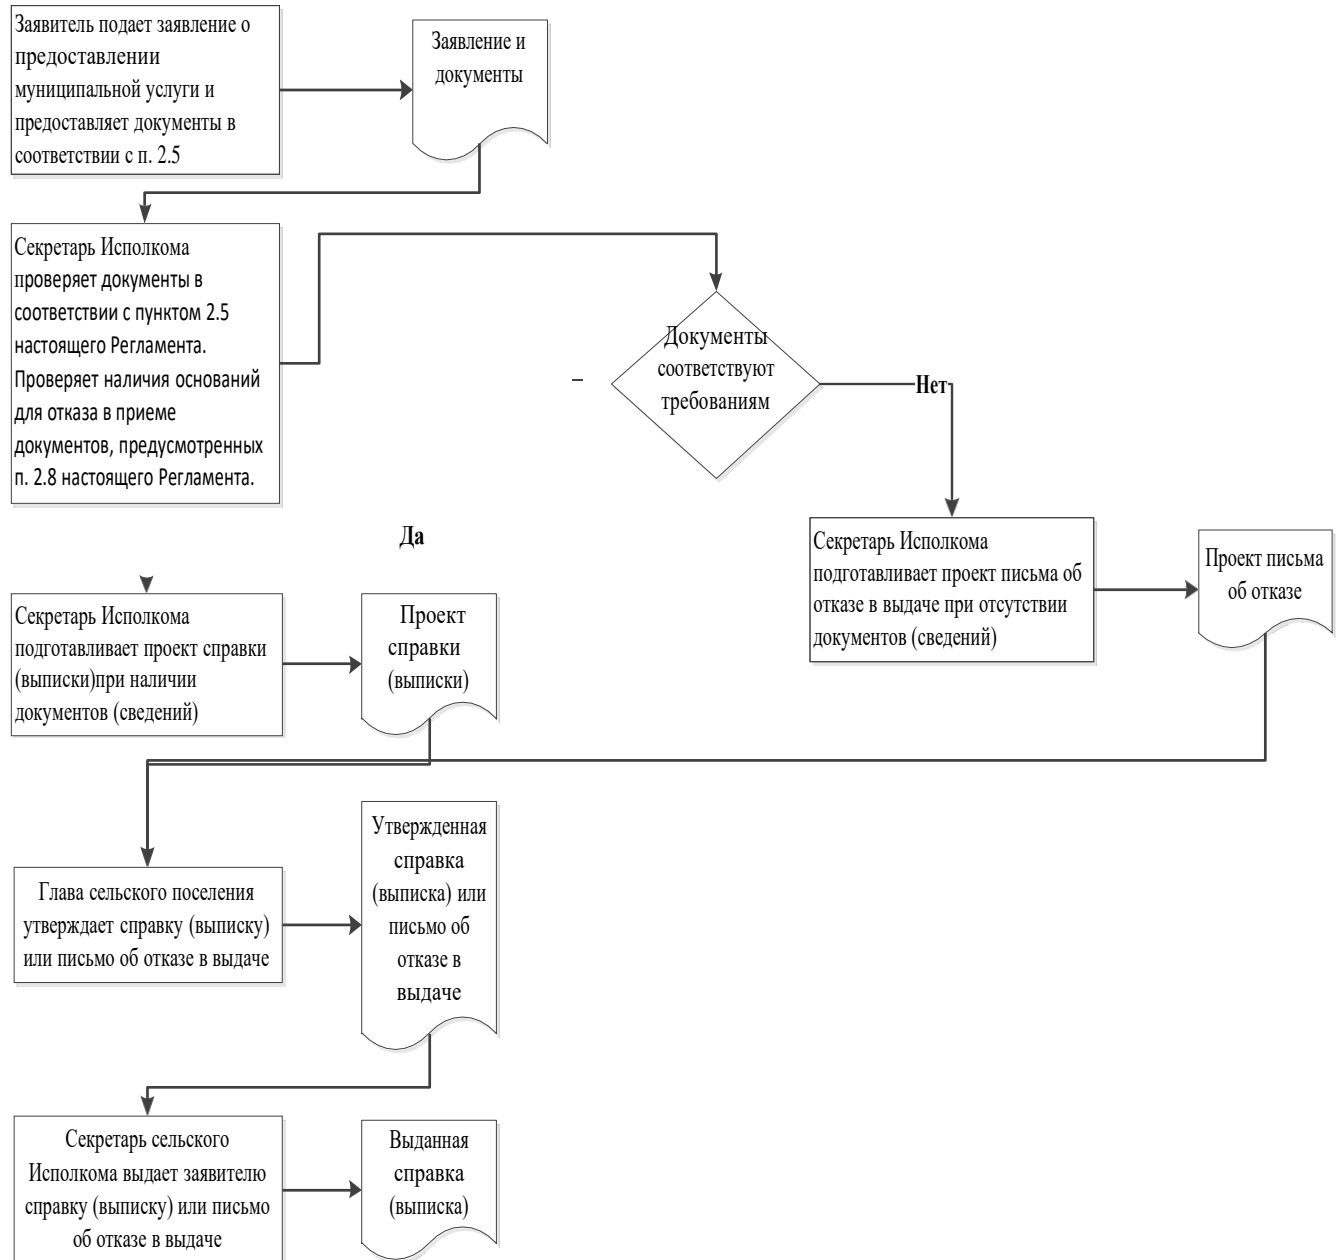 Заявитель подает заявление о
предоставлении
муниципальной услуги и
предоставляет документы в
соответствии с п. 2.5
Заявление и
документы
Секретарь Исполкома
проверяет документы в
соответствии с пунктом 2.5
настоящего Регламента.
Проверяет наличия оснований
для отказа в приеме
документов, предусмотренных
п. 2.8 настоящего Регламента.
Документы
соответствуют
требованиям
Нет
Да
Секретарь Исполкома
подготавливает проект письма об
отказе в выдаче при отсутствии
документов (сведений)
Проект письма
об отказе
Секретарь Исполкома
подготавливает проект справки
(выписки)при наличии
документов (сведений)
Проект
справки
(выписки)
Глава сельского поселения
утверждает справку (выписку)
или письмо об отказе в выдаче
Утвержденная
справка
(выписка) или
письмо об
отказе в
выдаче
Секретарь сельского
Исполкома выдает заявителю
справку (выписку) или письмо
об отказе в выдаче
Выданная
справка
(выписка)